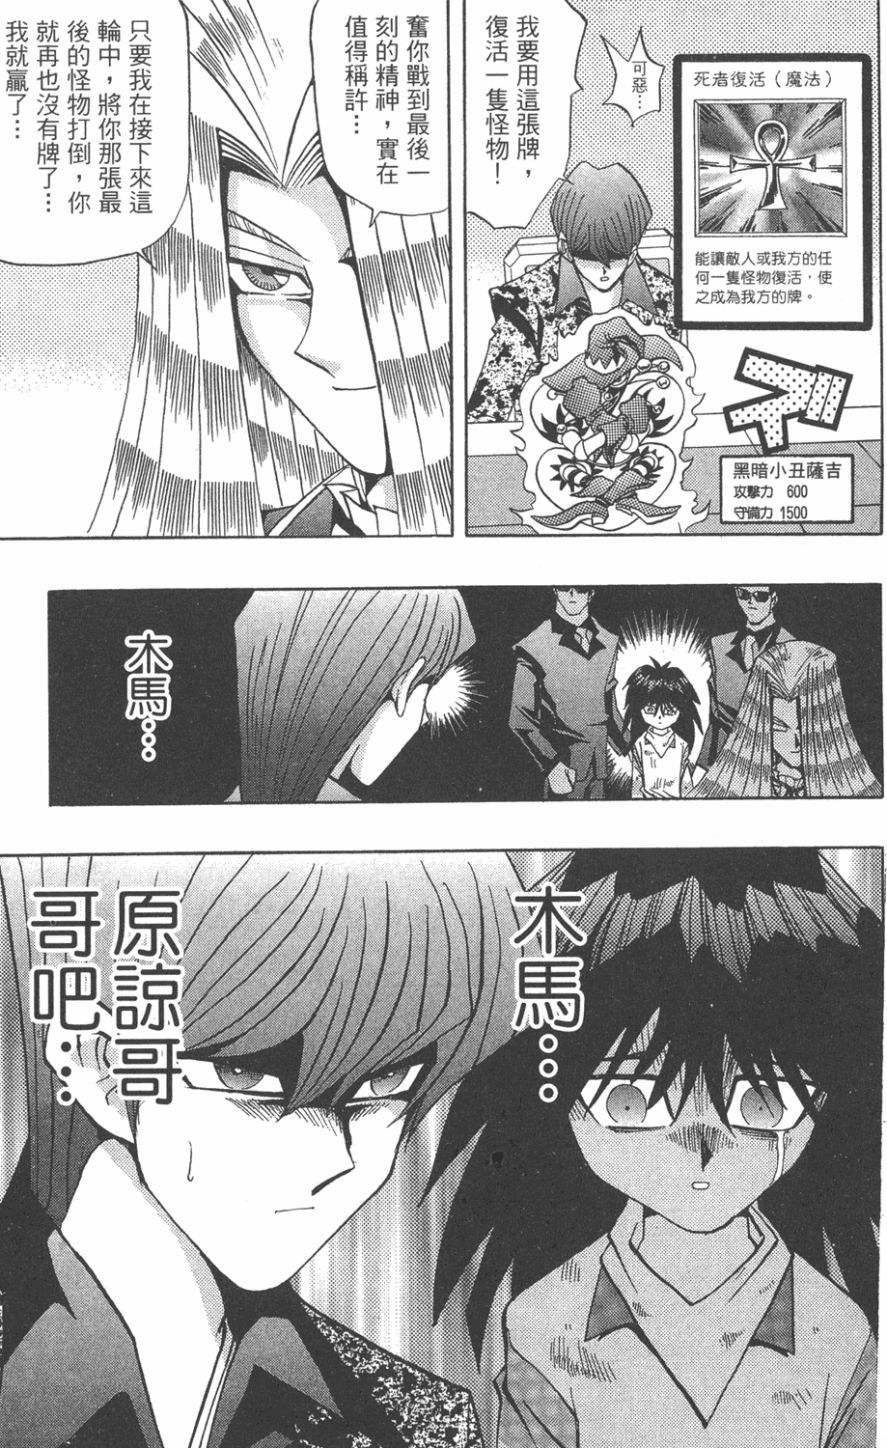 死者復活（魔法）
能讓敵人或我方的任
何一隻怪物復活，使
之成為我方的牌。
可惡…
我要用這張牌，
復活一隻怪物！
黑暗小丑薩吉
攻擊力 600
守備力 1500
奮你戰到最後一
刻的精神，實在
值得稱許…
只要我在接下來這
輪中，將你那張最
後的怪物打倒，你
就再也沒有牌了…
我就贏了…
木馬…
木馬…
原諒哥
哥吧…